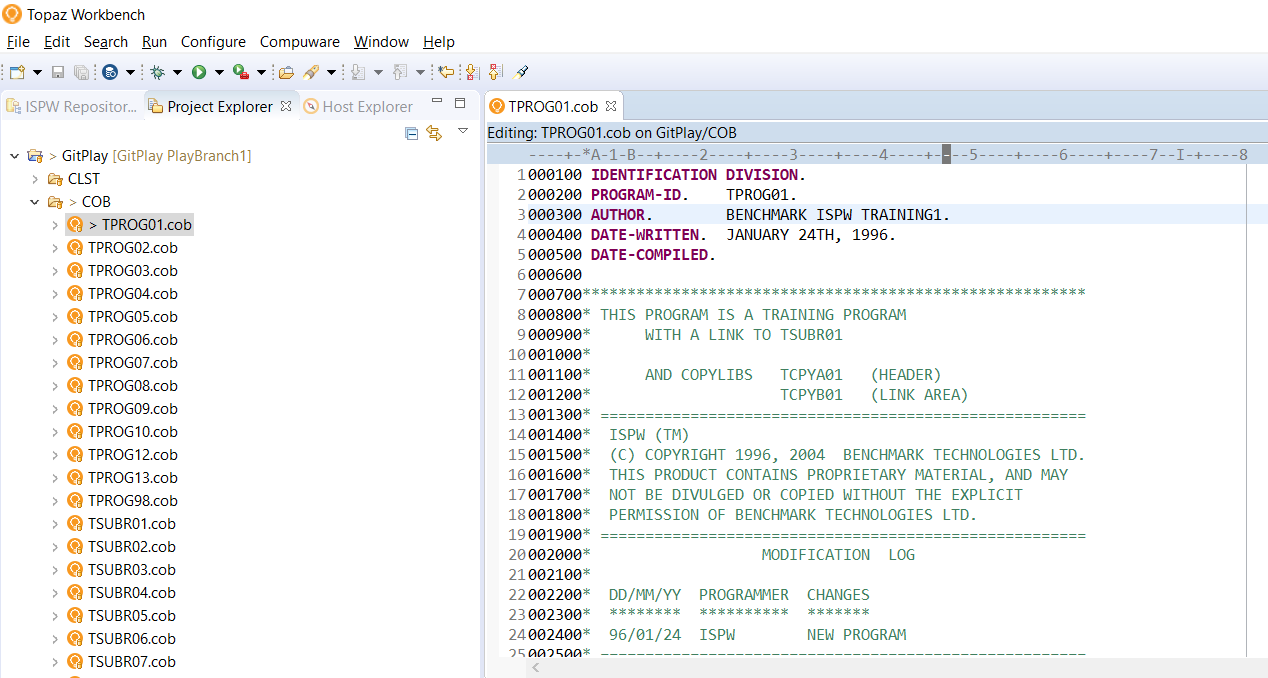 Topaz Workbench
File Edit Search Run Configure Compuware Window Help
ISPW Repositor... Project Explorer Host Explorer
> GitPlay [GitPlay PlayBranch1]
CLST
> COB
> TPROG01.cob
TPROG02.cob
TPROG03.cob
TPROG04.cob
TPROG05.cob
TPROG06.cob
TPROG07.cob
TPROG08.cob
TPROG09.cob
TPROG10.cob
TPROG12.cob
TPROG13.cob
TPROG98.cob
TSUBR01.cob
TSUBR02.cob
TSUBR03.cob
TSUBR04.cob
TSUBR05.cob
TSUBR06.cob
TSUBR07.cob
TPROG01.cob
Editing: TPROG01.cob on GitPlay/COB
----+-*A-1-B--+----2----+----3----+----4----+----5----+----6----+----7--I-+----8
1 000100 IDENTIFICATION DIVISION.
2 000200 PROGRAM-ID.    TPROG01.
3 000300 AUTHOR.        BENCHMARK ISPW TRAINING1.
4 000400 DATE-WRITTEN.  JANUARY 24TH, 1996.
5 000500 DATE-COMPILED.
6 000600
7 000700********************************************************
8 000800* THIS PROGRAM IS A TRAINING PROGRAM
9 000900*      WITH A LINK TO TSUBR01
10 001000*
11 001100*      AND COPYLIBS   TCPYA01   (HEADER)
12 001200*                     TCPYB01   (LINK AREA)
13 001300* ======================================================
14 001400*  ISPW (TM)
15 001500*  (C) COPYRIGHT 1996, 2004  BENCHMARK TECHNOLOGIES LTD.
16 001600*  THIS PRODUCT CONTAINS PROPRIETARY MATERIAL, AND MAY
17 001700*  NOT BE DIVULGED OR COPIED WITHOUT THE EXPLICIT
18 001800*  PERMISSION OF BENCHMARK TECHNOLOGIES LTD.
19 001900* ======================================================
20 002000*                   MODIFICATION  LOG
21 002100*
22 002200*  DD/MM/YY  PROGRAMMER  CHANGES
23 002300*  ********  **********  *******
24 002400*  96/01/24  ISPW        NEW PROGRAM
25 002500* ======================================================